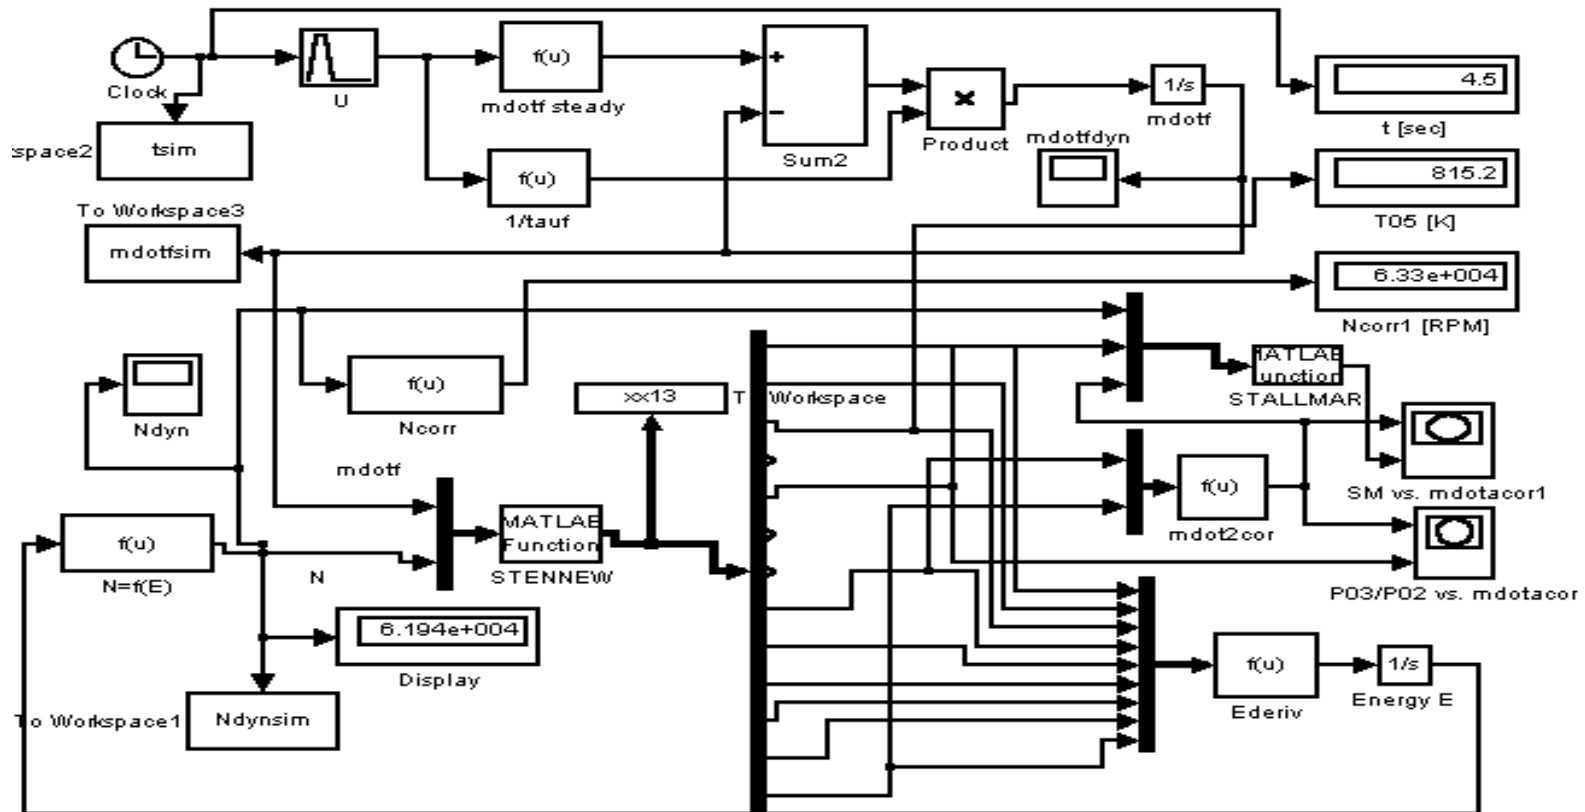 Clock
U
f(u)
mdotf steady
+
−
Sum2
×
Product
1/s
mdotf
4.5
t [sec]
space2
tsim
f(u)
1/tauf
mdotfdyn
815.2
T05 [K]
To Workspace3
mdotfsim
6.33e+004
Ncorr1 [RPM]
Ndyn
f(u)
Ncorr
xx13
T Workspace
MATLAB
unction
STALLMAR
mdotf
f(u)
mdot2cor
SM vs. mdotacor1
f(u)
N=f(E)
N
MATLAB
Function
STENNEW
P03/P02 vs. mdotacor
6.194e+004
Display
f(u)
Ederiv
1/s
Energy E
To Workspace1
Ndynsim